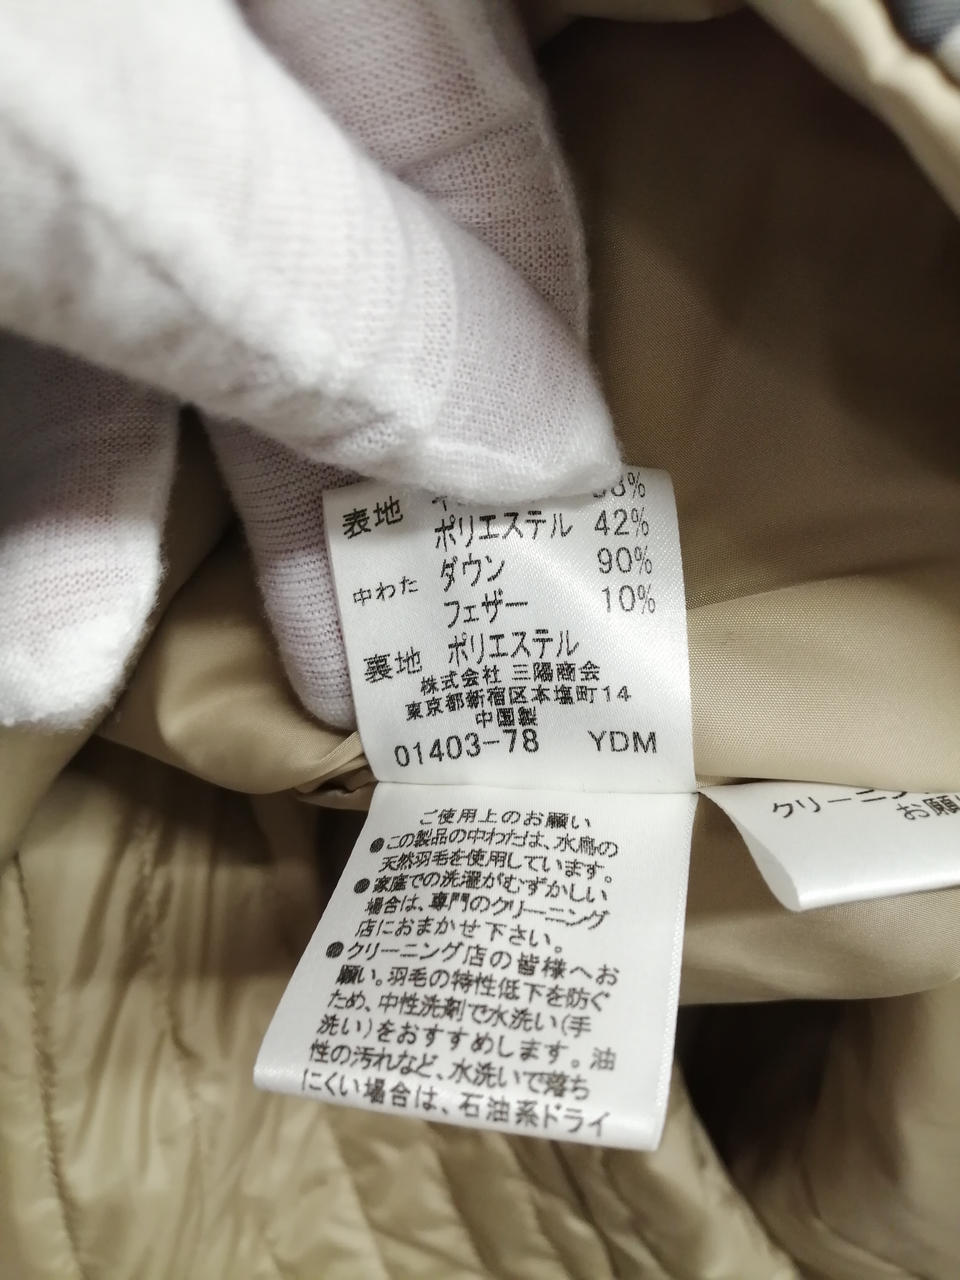 表地
ポリエステル 42%
中わた ダウン 90%
フェザー 10%
裏地 ポリエステル
株式会社 三陽商会
東京都新宿区本塩町14
中国製
01403-78 YDM
ご使用上のお願い
●この製品の中わたは、水鳥の
天然羽毛を使用しています。
●家庭での洗濯がむずかしい
場合は、専門のクリーニング
店におまかせ下さい。
●クリーニング店の皆様へお
願い。羽毛の特性低下を防ぐ
ため、中性洗剤で水洗い(手
洗い)をおすすめします。油
性の汚れなど、水洗いで落ち
にくい場合は、石油系ドライ
クリーニン
お願い